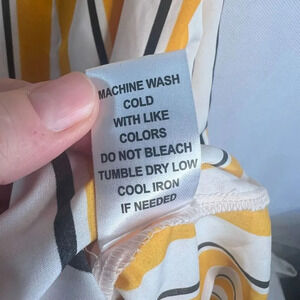 MACHINE WASH
COLD
WITH LIKE
COLORS
DO NOT BLEACH
TUMBLE DRY LOW
COOL IRON
IF NEEDED